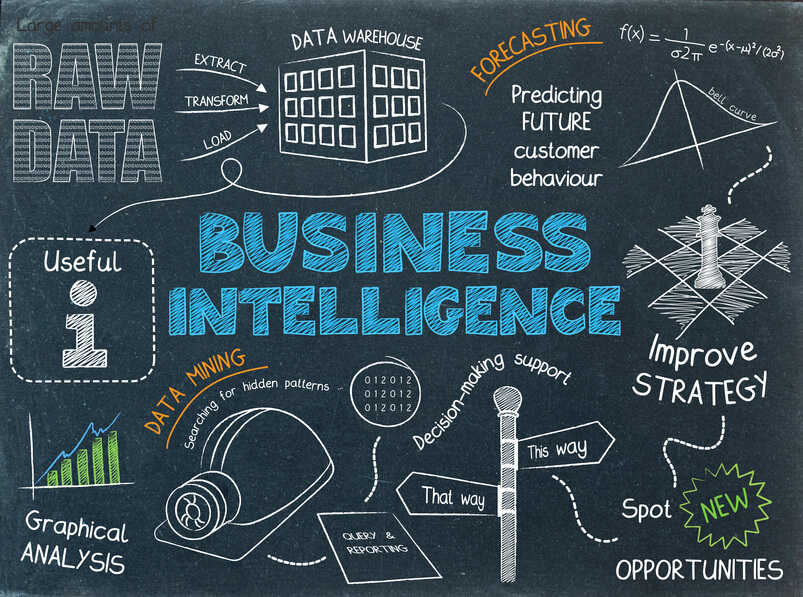 Large amounts of
RAW
DATA
EXTRACT
TRANSFORM
LOAD
DATA WAREHOUSE
FORECASTING
Predicting
FUTURE
customer
behaviour
f(x) = 1/σ2π e-(x-μ)²/(2σ²)
bell curve
BUSINESS
INTELLIGENCE
Useful
i
Improve
STRATEGY
DATA MINING
Searching for hidden patterns ...
012012
012012
012012
Decision-making support
This way
That way
QUERY &
REPORTING
Graphical
ANALYSIS
Spot NEW
OPPORTUNITIES